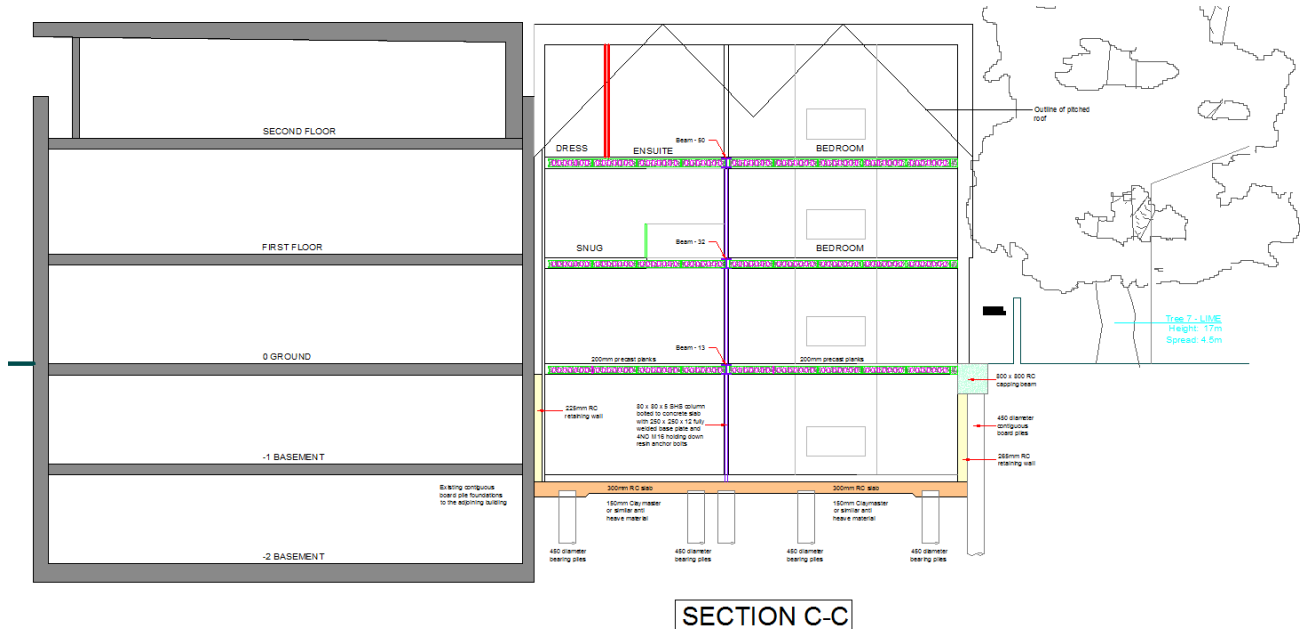 Outline of pitched
roof
SECOND FLOOR
Beam - 50
DRESS
ENSUITE
BEDROOM
FIRST FLOOR
SNUG
Beam - 32
BEDROOM
Tree 7 - LIME
Height: 17m
Spread: 4.5m
0 GROUND
Beam - 13
200mm precast planks
200mm precast planks
800 x 800 RC
capping beam
225mm RC
retaining wall
80 x 80 x 5 SHS column
bolted to concrete slab
with 250 x 250 x 12 fully
welded base plate and
4NO M16 holding down
resin anchor bolts
450 diameter
contiguous
board piles
265mm RC
retaining wall
-1 BASEMENT
Existing contiguous
board pile foundations
to the adjoining building
300mm RC slab
300mm RC slab
150mm Claymaster
or similar anti
heave material
150mm Claymaster
or similar anti
heave material
-2 BASEMENT
450 diameter
bearing piles
450 diameter
bearing piles
450 diameter
bearing piles
450 diameter
bearing piles
SECTION C-C